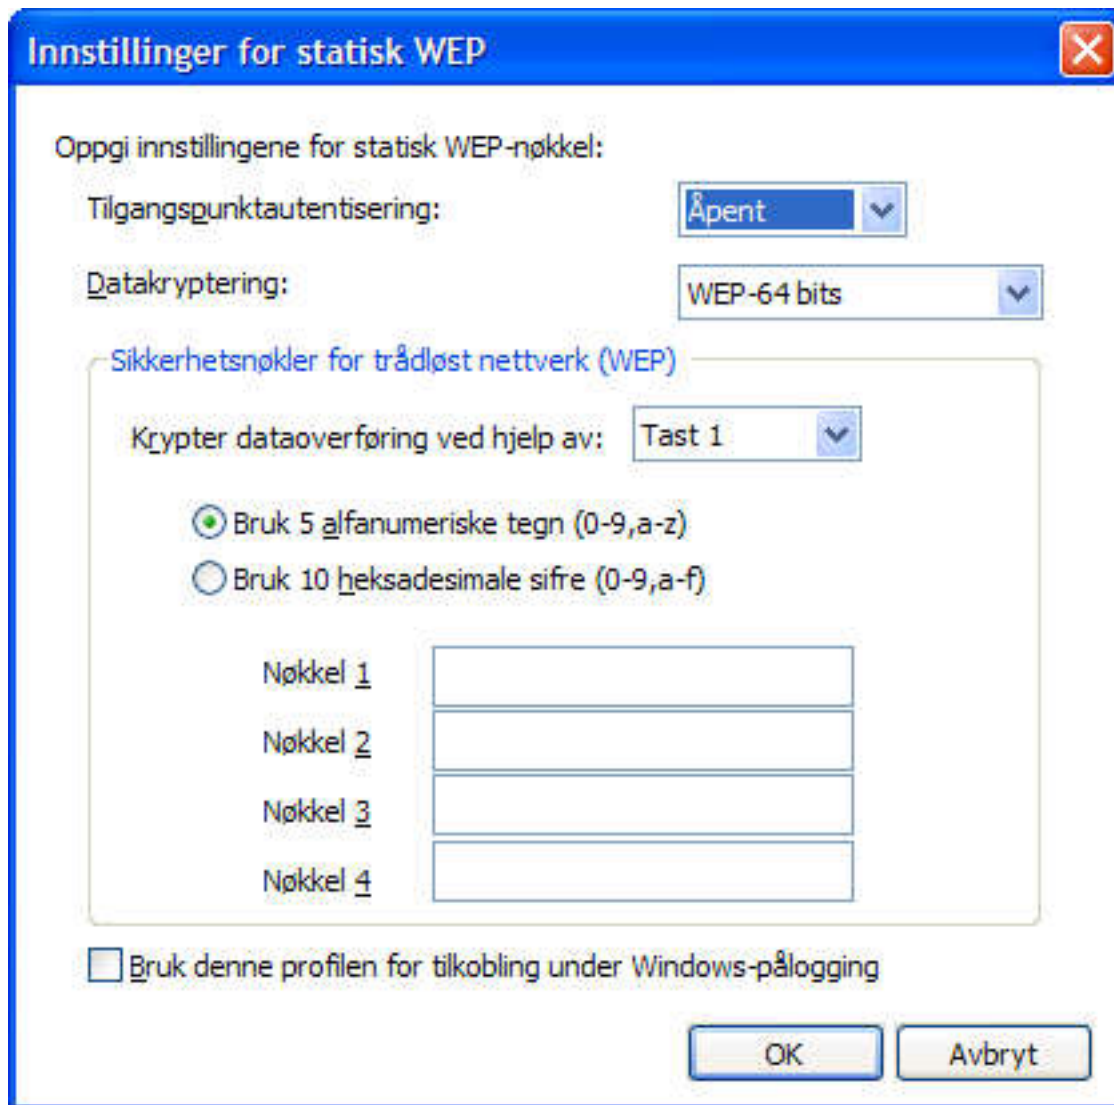 Innstillinger for statisk WEP
Oppgi innstillingene for statisk WEP-nøkkel:
Tilgangspunktautentisering: Åpent
Datakryptering: WEP-64 bits
Sikkerhetsnøkler for trådløst nettverk (WEP)
Krypter dataoverføring ved hjelp av: Tast 1
Bruk 5 alfanumeriske tegn (0-9,a-z)
Bruk 10 heksadesimale sifre (0-9,a-f)
Nøkkel 1
Nøkkel 2
Nøkkel 3
Nøkkel 4
Bruk denne profilen for tilkobling under Windows-pålogging
OK Avbryt